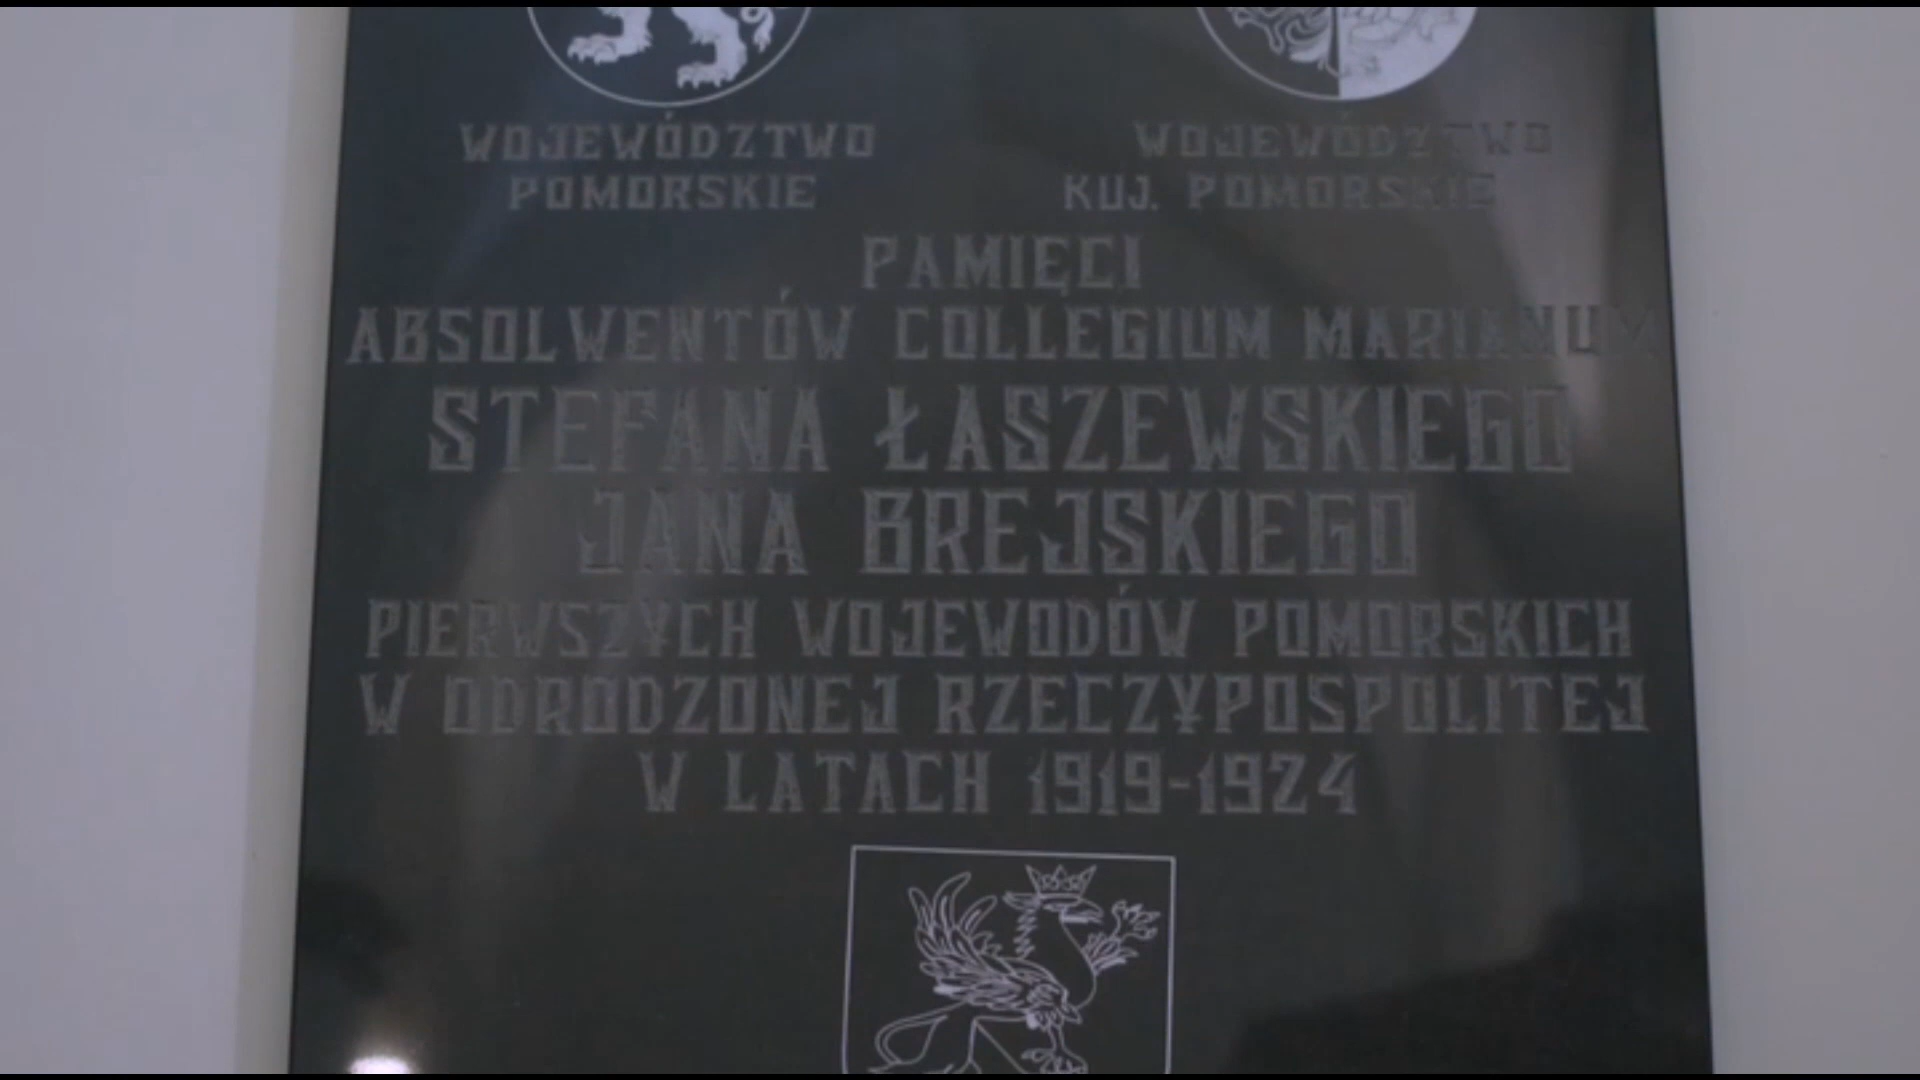 WOJEWÓDZTWO POMORSKIE
WOJEWÓDZTWO KUJ. POMORSKIE
PAMIĘCI
ABSOLWENTÓW COLLEGIUM MARIANUM
STEFANA ŁASZEWSKIEGO
JANA BREJSKIEGO
PIERWSZYCH WOJEWODÓW POMORSKICH
W ODRODZONEJ RZECZYPOSPOLITEJ
W LATACH 1919-1924